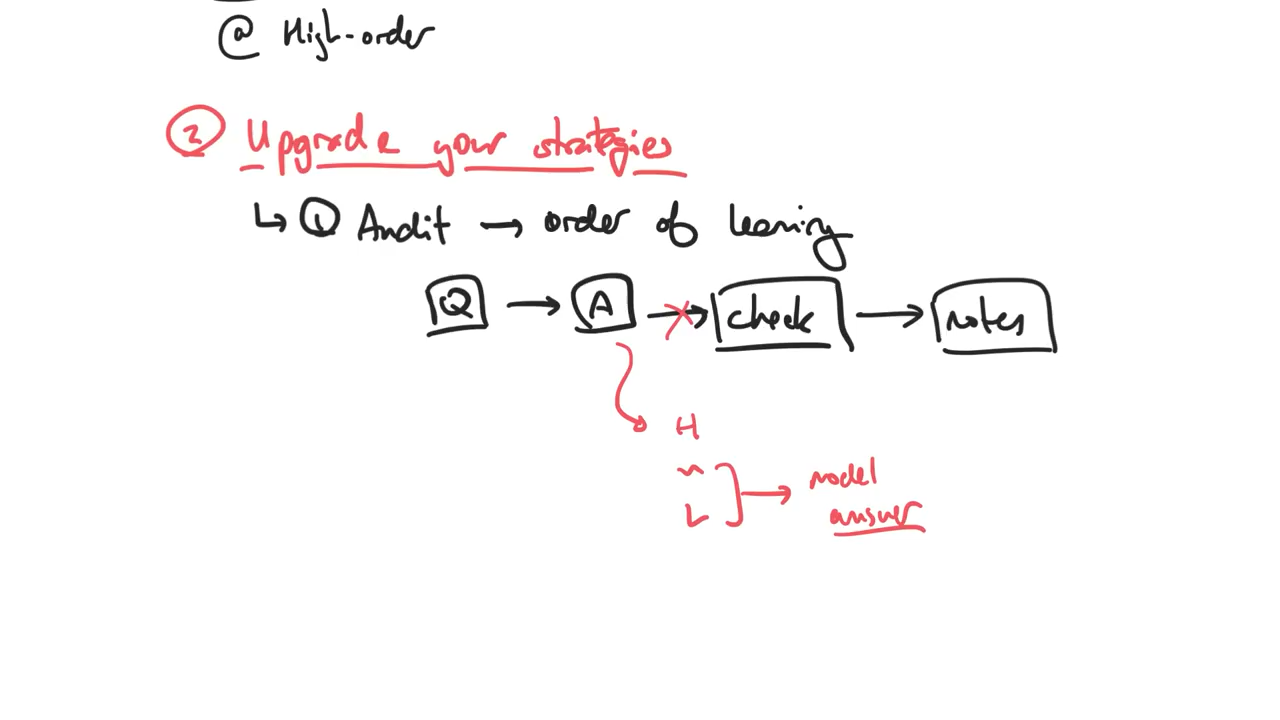 @ High-order
2 Upgrade your strategies
↳ 1 Audit → order of learning
Q → A → check → notes
H
M
L → model
answer